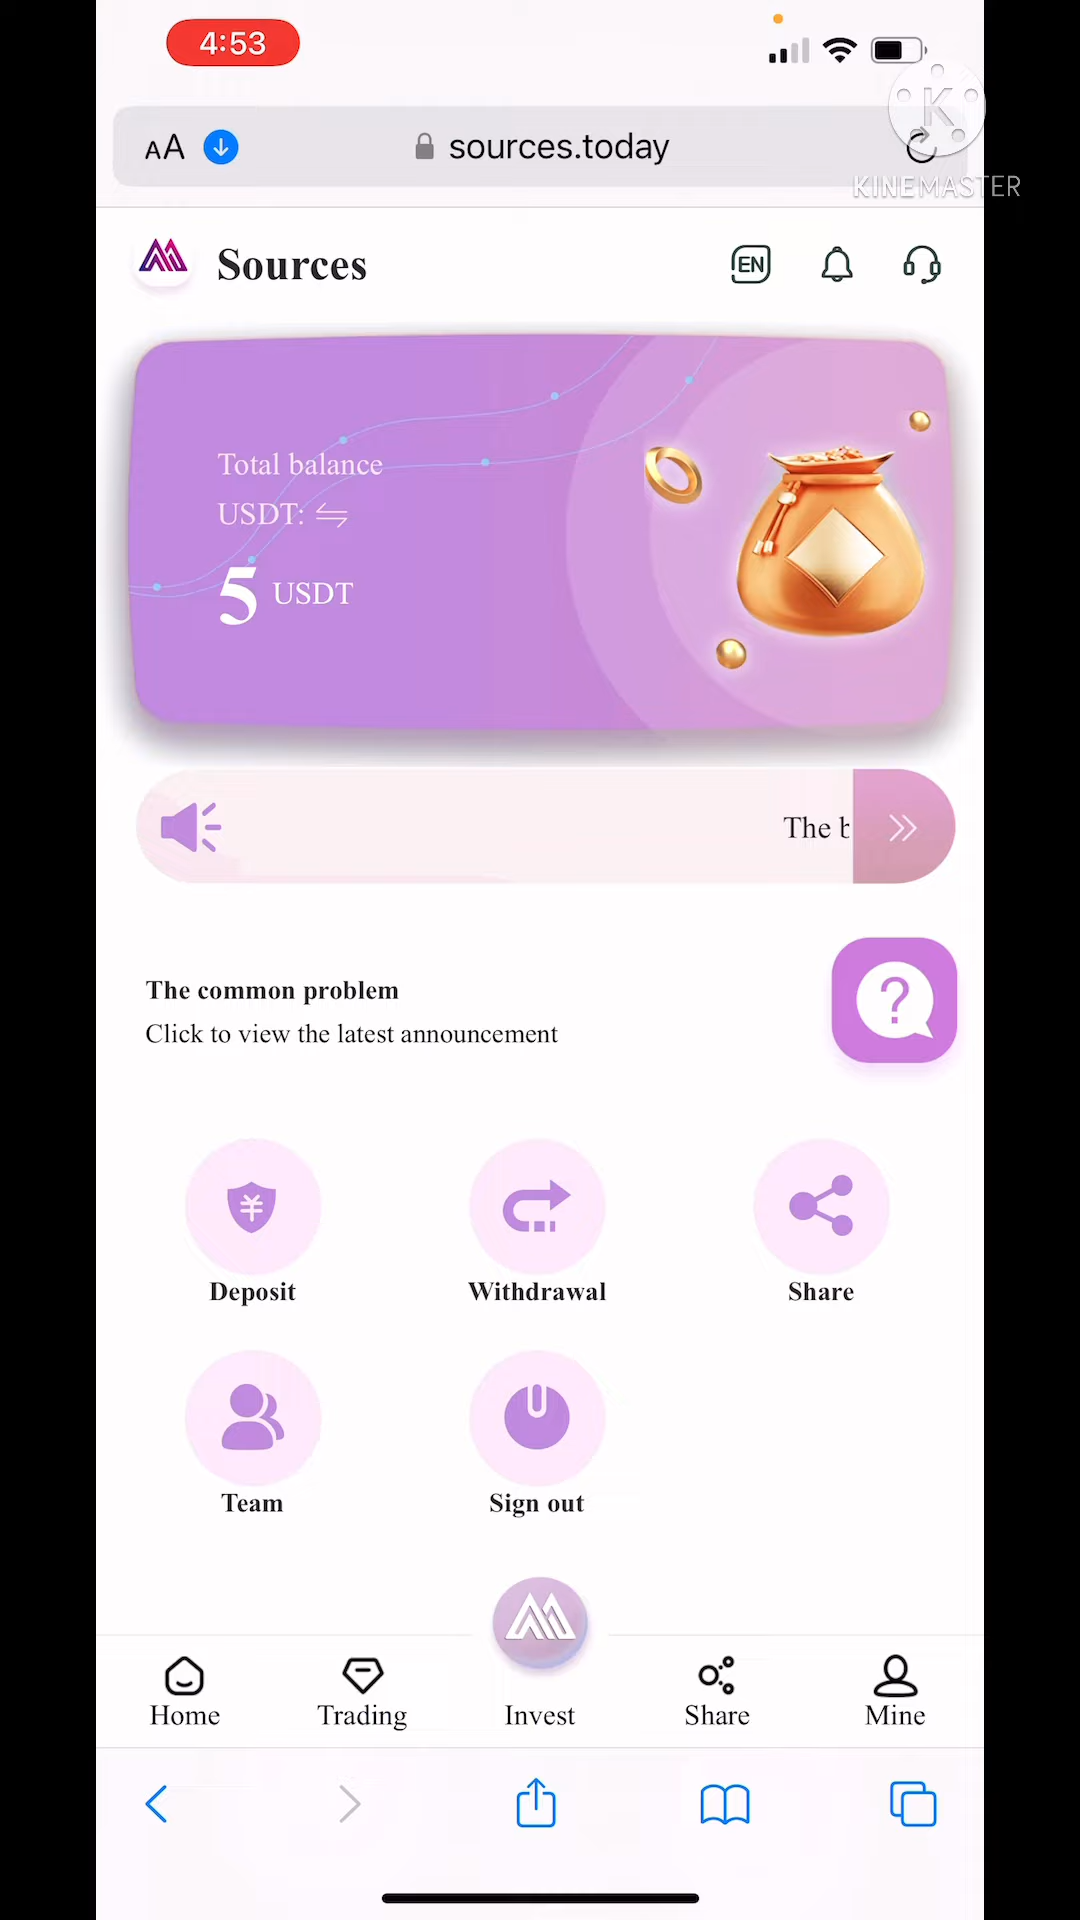 4:53
AA
sources.today
KINEMASTER
Sources
EN
Total balance
USDT:
5 USDT
The b
The common problem
Click to view the latest announcement
Deposit
Withdrawal
Share
Team
Sign out
Home
Trading
Invest
Share
Mine